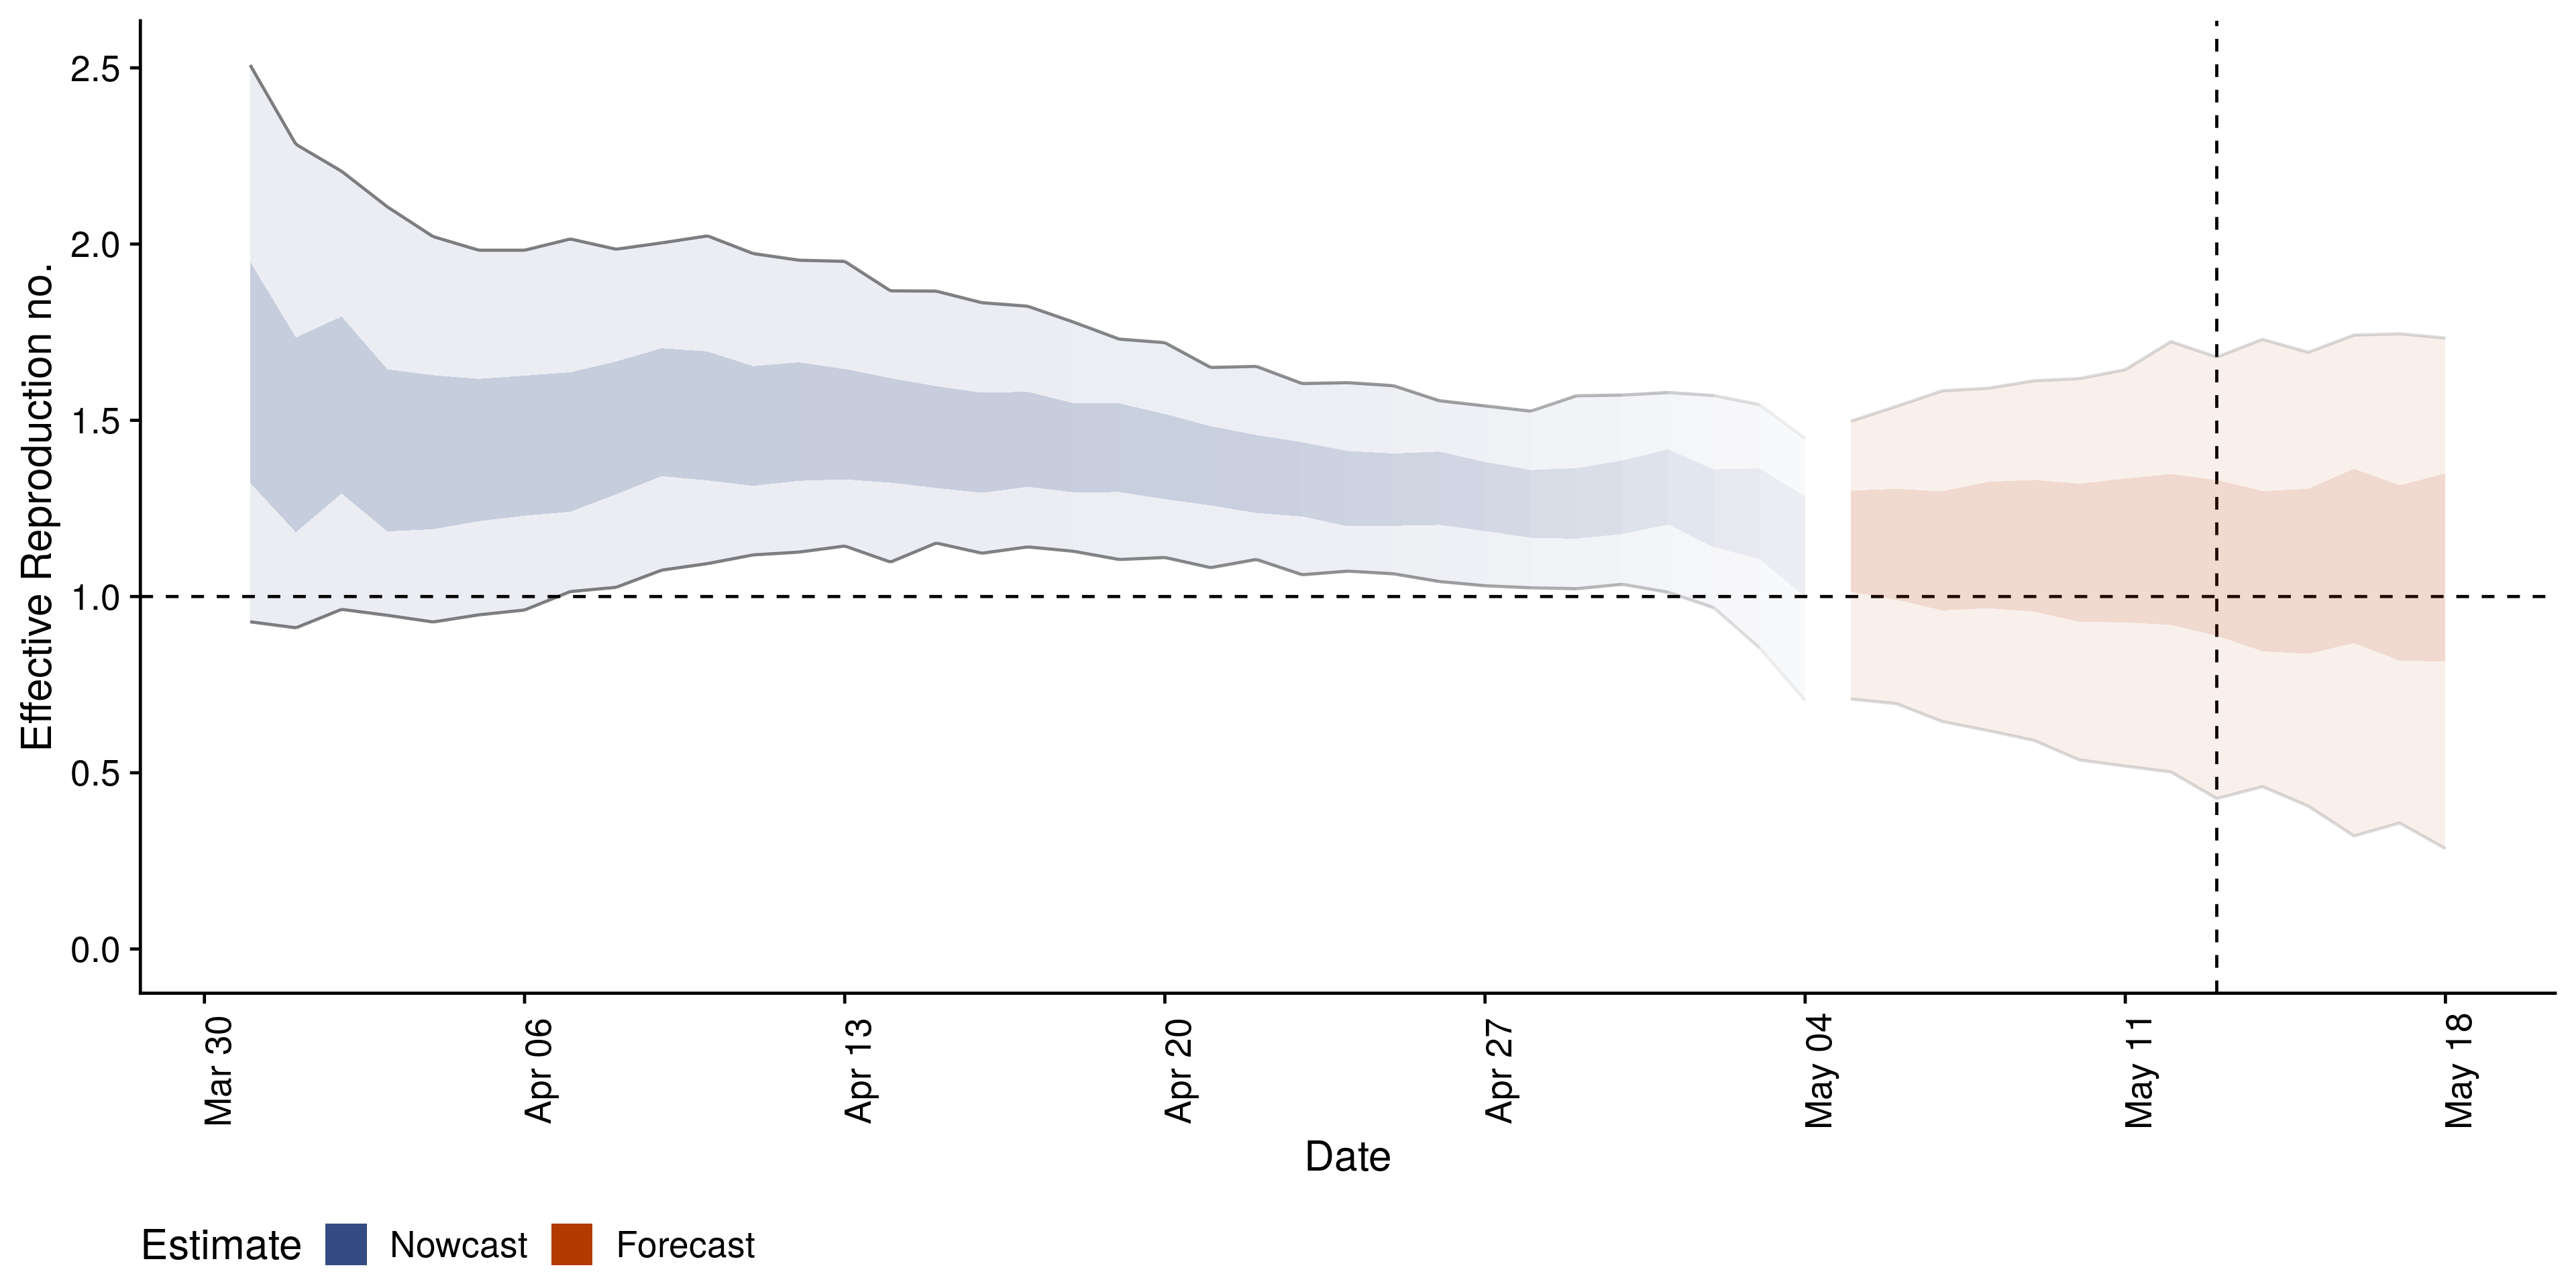 Effective Reproduction no.
2.5
2.0
1.5
1.0
0.5
0.0
Mar 30
Apr 06
Apr 13
Apr 20
Apr 27
May 04
May 11
May 18
Date
Estimate Nowcast Forecast